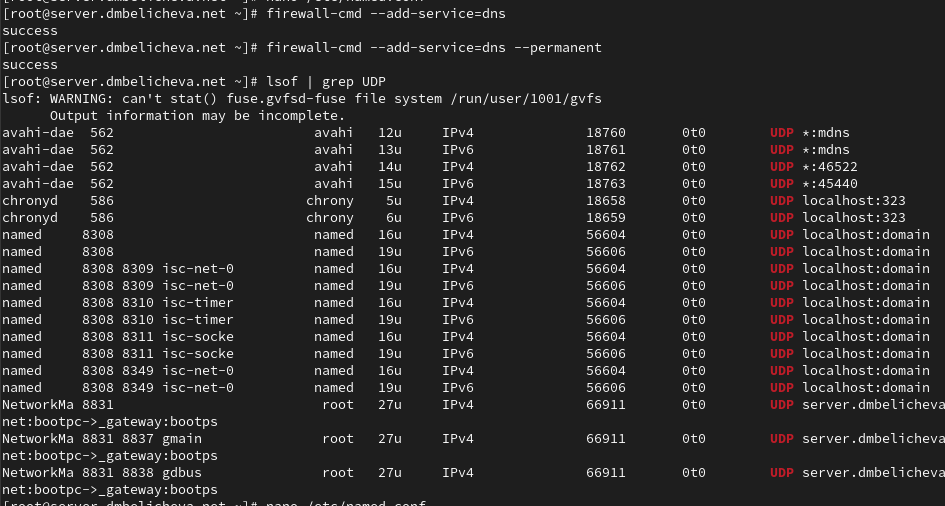 [root@server.dmbelicheva.net ~]# firewall-cmd --add-service=dns
success
[root@server.dmbelicheva.net ~]# firewall-cmd --add-service=dns --permanent
success
[root@server.dmbelicheva.net ~]# lsof | grep UDP
lsof: WARNING: can't stat() fuse.gvfsd-fuse file system /run/user/1001/gvfs
      Output information may be incomplete.
avahi-dae  562                         avahi   12u     IPv4              18760       0t0        UDP *:mdns
avahi-dae  562                         avahi   13u     IPv6              18761       0t0        UDP *:mdns
avahi-dae  562                         avahi   14u     IPv4              18762       0t0        UDP *:46522
avahi-dae  562                         avahi   15u     IPv6              18763       0t0        UDP *:45440
chronyd    586                        chrony    5u     IPv4              18658       0t0        UDP localhost:323
chronyd    586                        chrony    6u     IPv6              18659       0t0        UDP localhost:323
named     8308                         named   16u     IPv4              56604       0t0        UDP localhost:domain
named     8308                         named   19u     IPv6              56606       0t0        UDP localhost:domain
named     8308 8309 isc-net-0          named   16u     IPv4              56604       0t0        UDP localhost:domain
named     8308 8309 isc-net-0          named   19u     IPv6              56606       0t0        UDP localhost:domain
named     8308 8310 isc-timer          named   16u     IPv4              56604       0t0        UDP localhost:domain
named     8308 8310 isc-timer          named   19u     IPv6              56606       0t0        UDP localhost:domain
named     8308 8311 isc-socke          named   16u     IPv4              56604       0t0        UDP localhost:domain
named     8308 8311 isc-socke          named   19u     IPv6              56606       0t0        UDP localhost:domain
named     8308 8349 isc-net-0          named   16u     IPv4              56604       0t0        UDP localhost:domain
named     8308 8349 isc-net-0          named   19u     IPv6              56606       0t0        UDP localhost:domain
NetworkMa 8831                          root   27u     IPv4              66911       0t0        UDP server.dmbelicheva
net:bootpc->_gateway:bootps
NetworkMa 8831 8837 gmain               root   27u     IPv4              66911       0t0        UDP server.dmbelicheva
net:bootpc->_gateway:bootps
NetworkMa 8831 8838 gdbus               root   27u     IPv4              66911       0t0        UDP server.dmbelicheva
net:bootpc->_gateway:bootps
[root@server.dmbelicheva.net ~]# nano /etc/named.conf